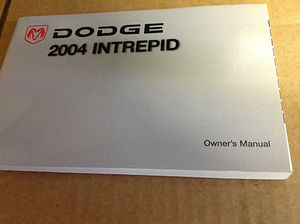 DODGE
2004 INTREPID
Owner's Manual